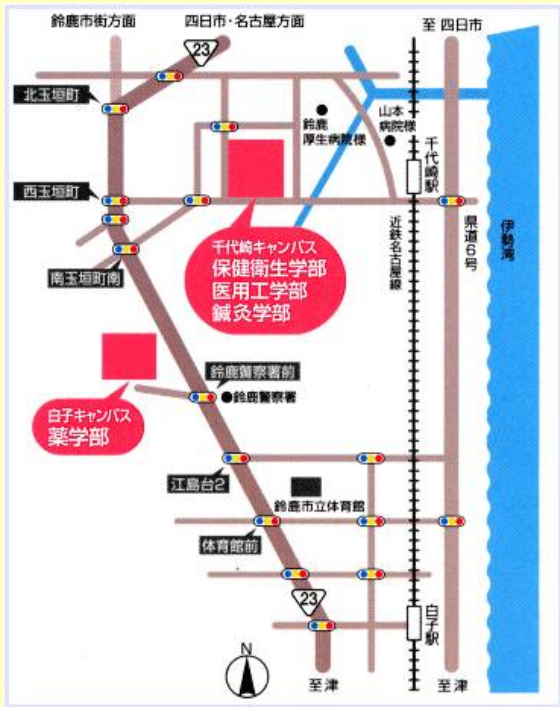 鈴鹿市街方面
四日市・名古屋方面
至 四日市
23
北玉垣町
鈴鹿
厚生病院様
山本
病院様
千代崎駅
西玉垣町
近鉄名古屋線
県道6号
伊勢湾
千代崎キャンパス
保健衛生学部
医用工学部
鍼灸学部
南玉垣町南
鈴鹿警察署前
●鈴鹿警察署
白子キャンパス
薬学部
江島台2
鈴鹿市立体育館
体育館前
23
白子駅
N
至 津
至 津